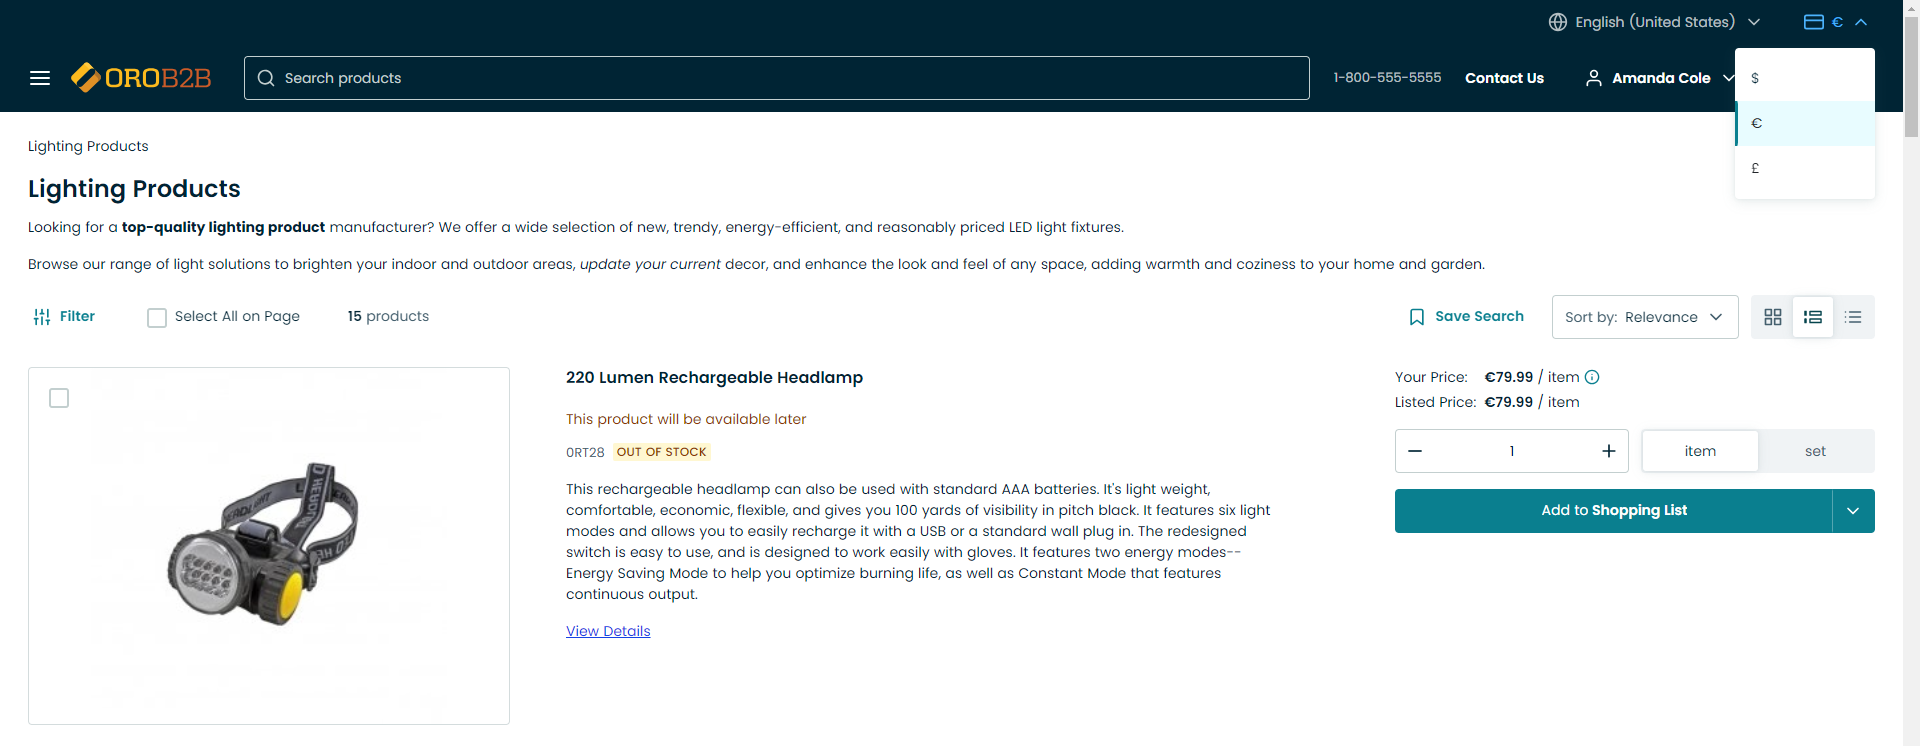 English (United States)
€
OROB2B
Search products
1-800-555-5555
Contact Us
Amanda Cole
$
€
£
Lighting Products
Lighting Products
Looking for a top-quality lighting product manufacturer? We offer a wide selection of new, trendy, energy-efficient, and reasonably priced LED light fixtures.
Browse our range of light solutions to brighten your indoor and outdoor areas, update your current decor, and enhance the look and feel of any space, adding warmth and coziness to your home and garden.
Filter
Select All on Page
15 products
Save Search
Sort by: Relevance
220 Lumen Rechargeable Headlamp
This product will be available later
0RT28 OUT OF STOCK
This rechargeable headlamp can also be used with standard AAA batteries. It's light weight,
comfortable, economic, flexible, and gives you 100 yards of visibility in pitch black. It features six light
modes and allows you to easily recharge it with a USB or a standard wall plug in. The redesigned
switch is easy to use, and is designed to work easily with gloves. It features two energy modes--
Energy Saving Mode to help you optimize burning life, as well as Constant Mode that features
continuous output.
View Details
Your Price: €79.99 / item
Listed Price: €79.99 / item
1
item
set
Add to Shopping List